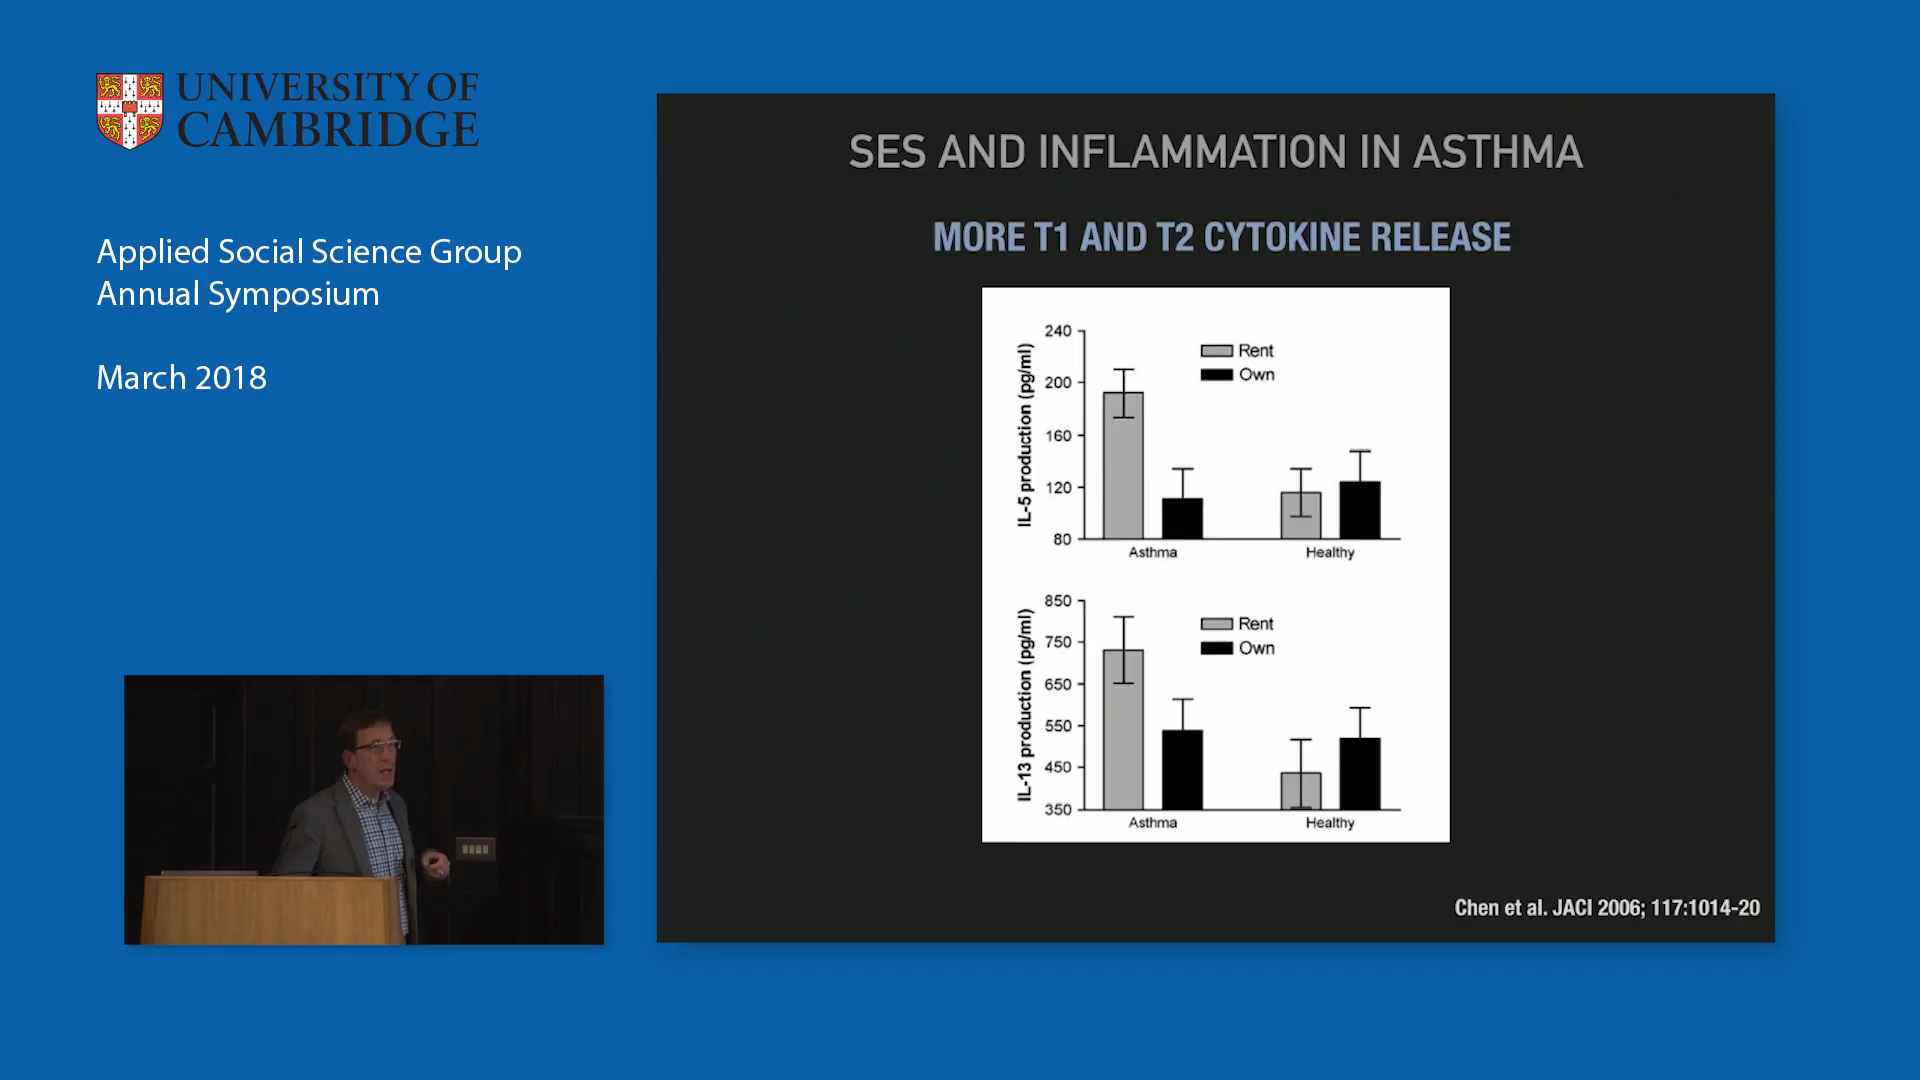 UNIVERSITY OF
CAMBRIDGE
Applied Social Science Group
Annual Symposium
March 2018
SES AND INFLAMMATION IN ASTHMA
MORE T1 AND T2 CYTOKINE RELEASE
IL-5 production (pg/ml)
240
200
160
120
80
Rent
Own
Asthma
Healthy
IL-13 production (pg/ml)
850
750
650
550
450
350
Rent
Own
Asthma
Healthy
Chen et al. JACI 2006; 117:1014-20